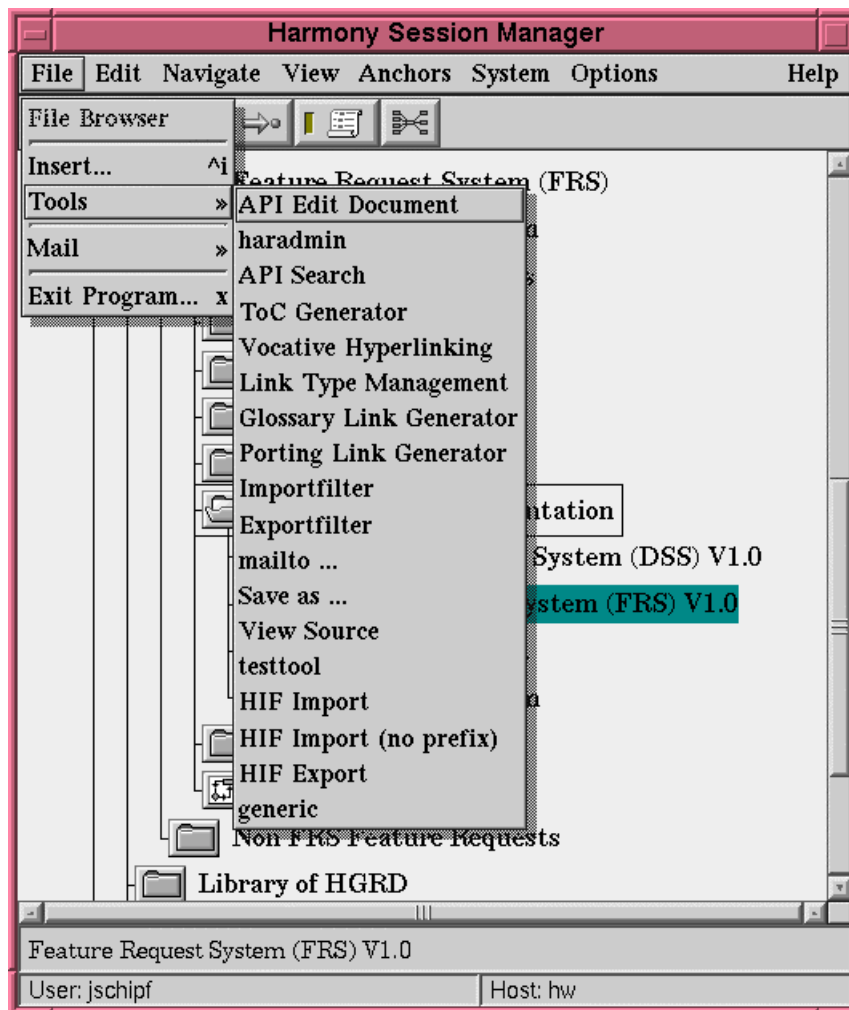 Harmony Session Manager
File Edit Navigate View Anchors System Options Help
File Browser
Insert... ^i
Feature Request System (FRS)
Tools »
API Edit Document
Mail »
haradmin
API Search
Exit Program... x
ToC Generator
Vocative Hyperlinking
Link Type Management
Glossary Link Generator
Porting Link Generator
Importfilter
Exportfilter
ntation
mailto ...
System (DSS) V1.0
Save as ...
ystem (FRS) V1.0
View Source
testtool
HIF Import
HIF Import (no prefix)
HIF Export
generic
Non FRS Feature Requests
Library of HGRD
Feature Request System (FRS) V1.0
User: jschipf
Host: hw